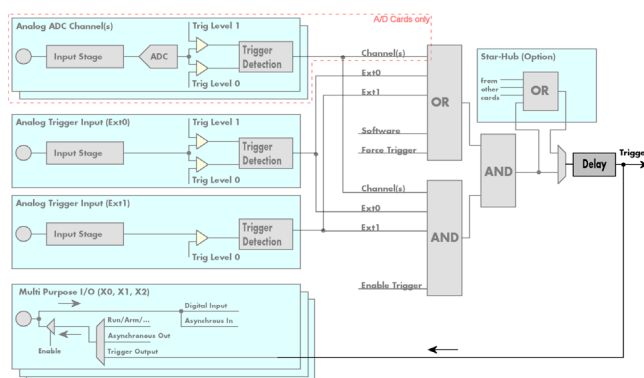 A/D Cards only
Analog ADC Channel(s)
Trig Level 1
Input Stage
ADC
Trigger
Detection
Trig Level 0
Channel(s)
Ext0
Ext1
Software
Force Trigger
OR
Star-Hub (Option)
from
other
cards
OR
Analog Trigger Input (Ext0)
Trig Level 1
Input Stage
Trigger
Detection
Trig Level 0
AND
Delay
Trigge
Channel(s)
Ext0
Ext1
Enable Trigger
AND
Analog Trigger Input (Ext1)
Input Stage
Trigger
Detection
Trig Level 0
Multi Purpose I/O (X0, X1, X2)
Digital Input
Asynchrous In
Run/Arm/...
Asynchronous Out
Trigger Output
Enable